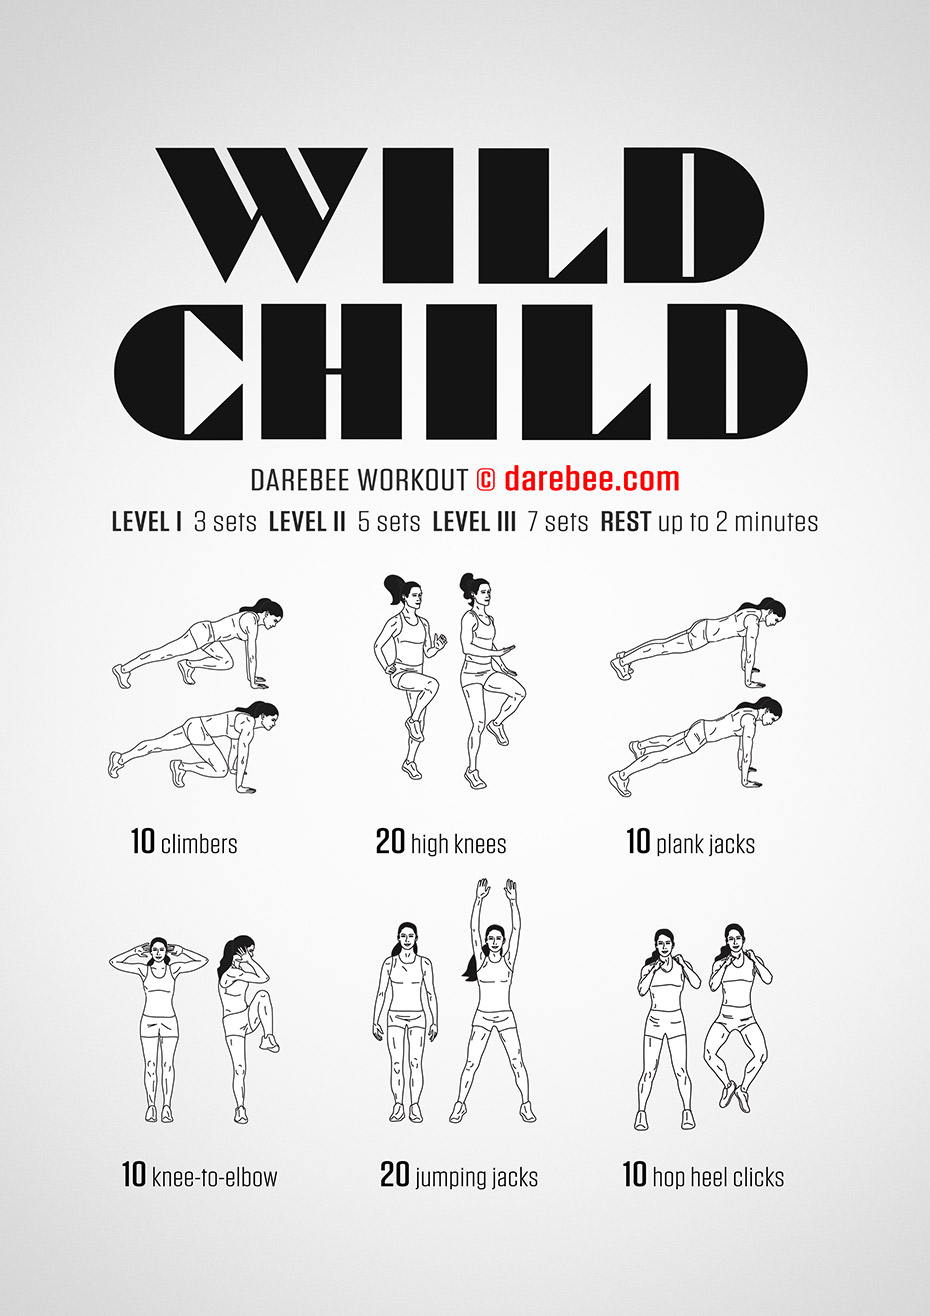 WILD
CHILD
DAREBEE WORKOUT © darebee.com
LEVEL I 3 sets LEVEL II 5 sets LEVEL III 7 sets REST up to 2 minutes
10 climbers
20 high knees
10 plank jacks
10 knee-to-elbow
20 jumping jacks
10 hop heel clicks